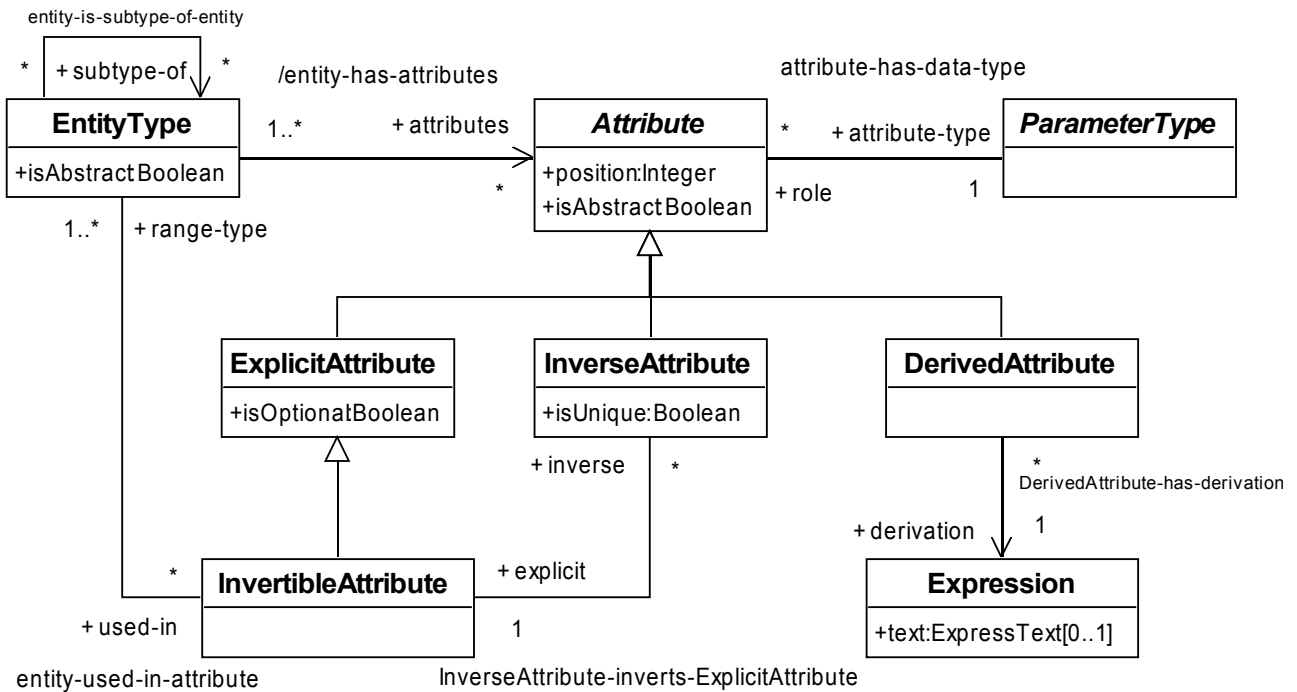 entity-is-subtype-of-entity
* + subtype-of *
/entity-has-attributes
attribute-has-data-type
EntityType
1..* + attributes
Attribute
* + attribute-type
ParameterType
+isAbstract:Boolean
*
+position:Integer
+isAbstract:Boolean
+ role
1
1..* + range-type
ExplicitAttribute
InverseAttribute
DerivedAttribute
+isOptional:Boolean
+isUnique:Boolean
+ inverse *
*
DerivedAttribute-has-derivation
+ derivation 1
*
InvertibleAttribute
+ explicit
Expression
+ used-in
1
+text:ExpressText[0..1]
entity-used-in-attribute
InverseAttribute-inverts-ExplicitAttribute